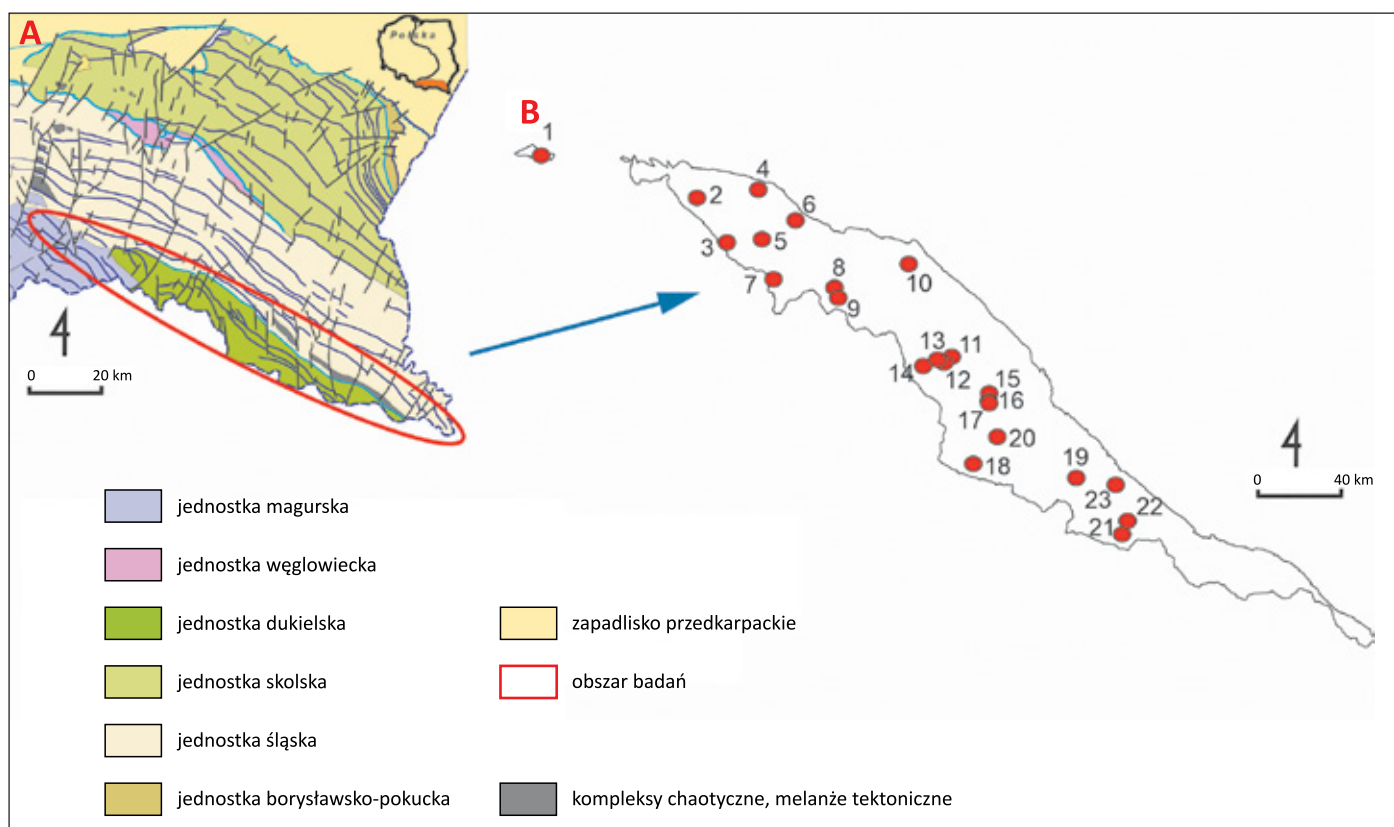 A
Polska
B
1
2
3
4
5
6
7
8
9
10
11
12
13
14
15
16
17
18
19
20
21
22
23
0 20 km
0 40 km
jednostka magurska
jednostka węglowiecka
jednostka dukielska
jednostka skolska
jednostka śląska
jednostka borysławsko-pokucka
zapadlisko przedkarpackie
obszar badań
kompleksy chaotyczne, melanże tektoniczne